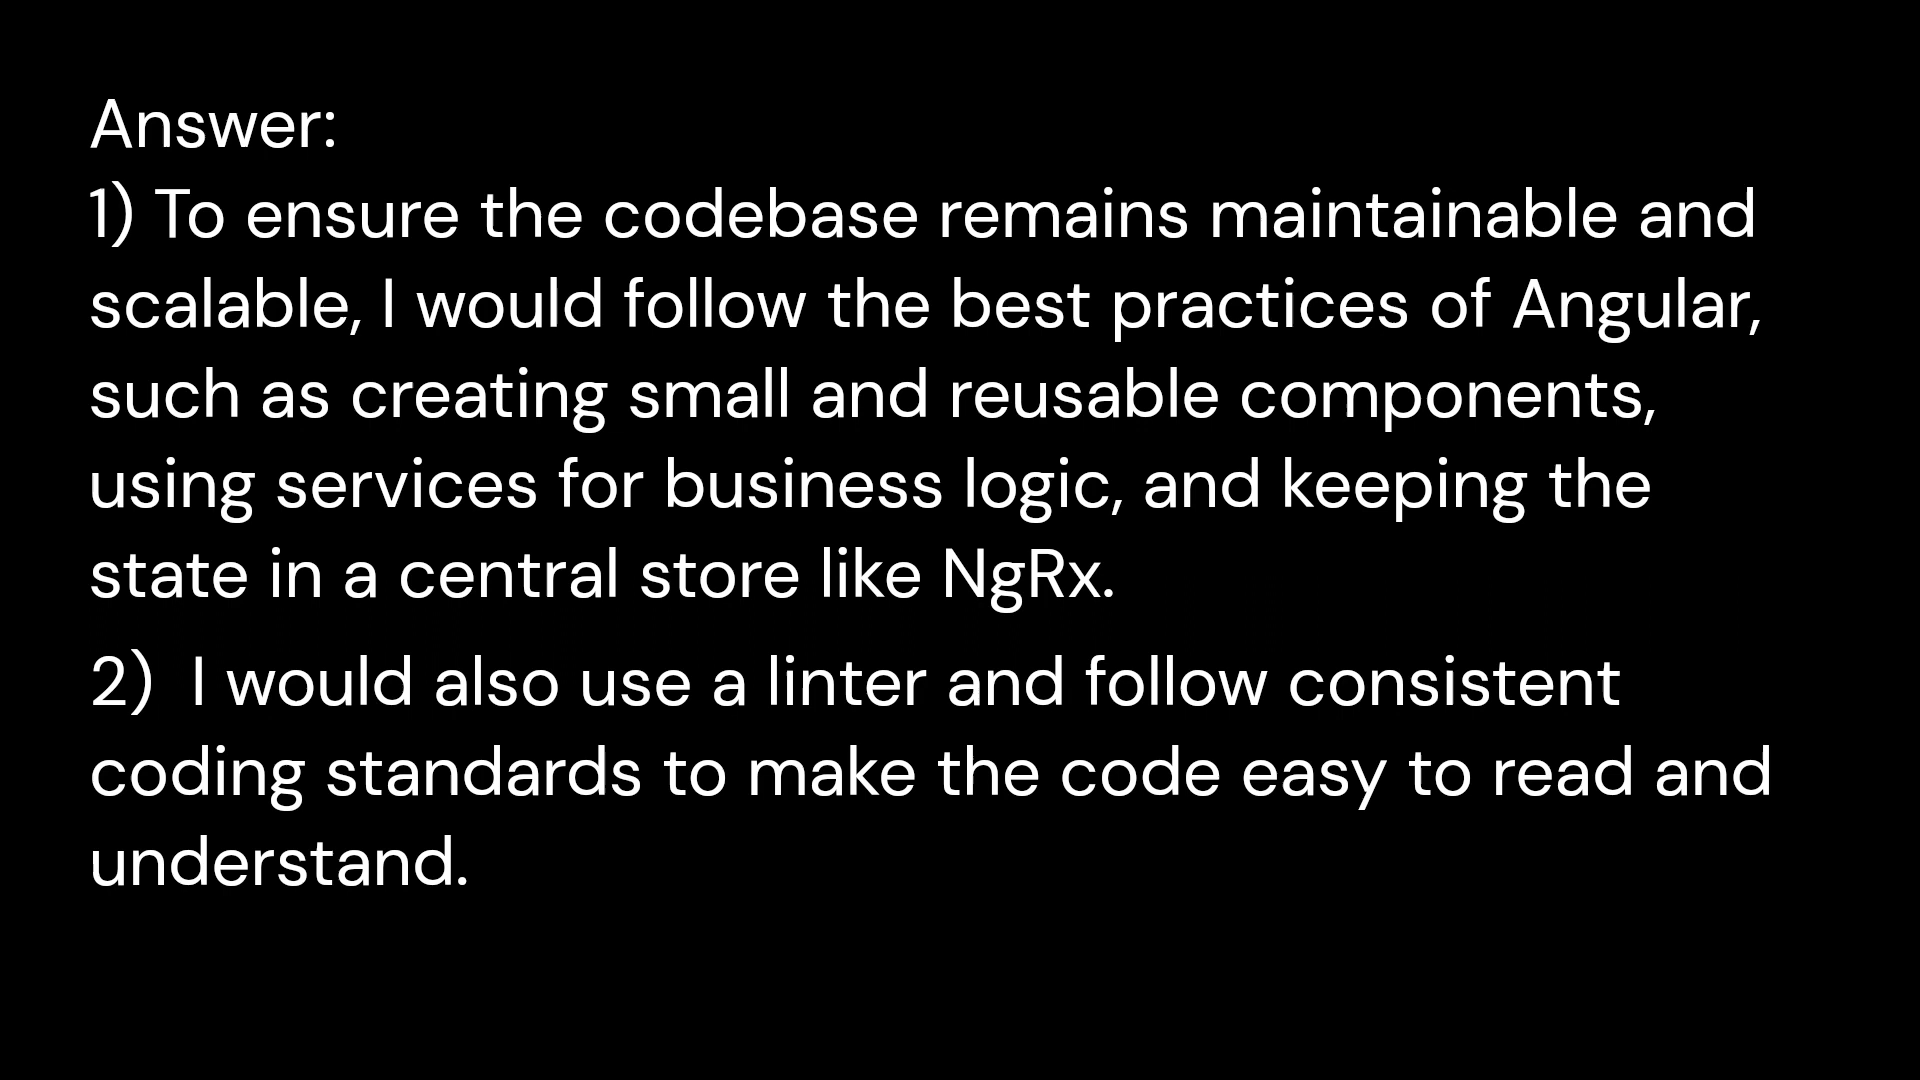 Answer:
1) To ensure the codebase remains maintainable and
scalable, I would follow the best practices of Angular,
such as creating small and reusable components,
using services for business logic, and keeping the
state in a central store like NgRx.
2)  I would also use a linter and follow consistent
coding standards to make the code easy to read and
understand.